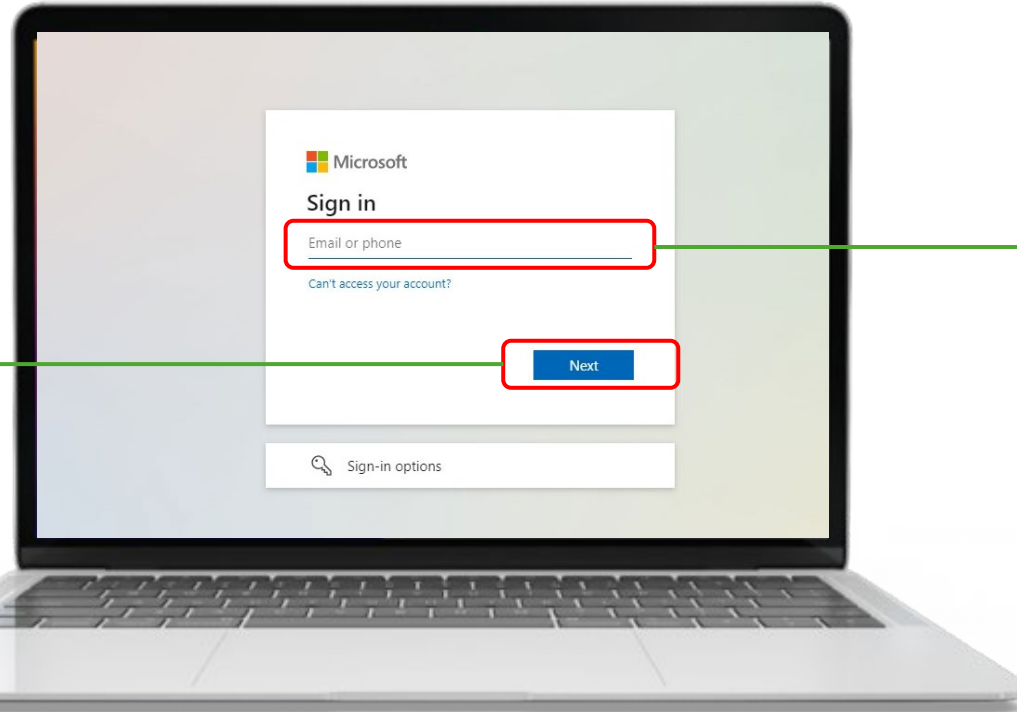 Microsoft
Sign in
Email or phone
Can't access your account?
Next
Sign-in options